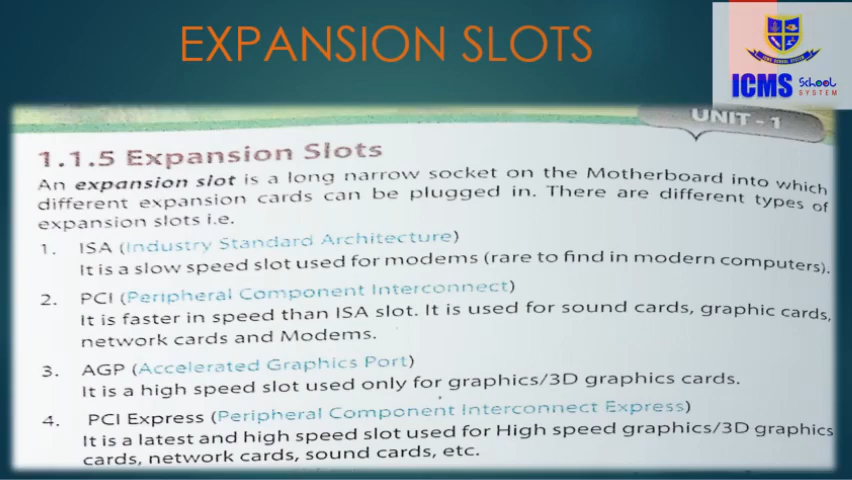 EXPANSION SLOTS
ICMS School
SYSTEM
UNIT - 1
1.1.5 Expansion Slots
An expansion slot is a long narrow socket on the Motherboard into which
different expansion cards can be plugged in. There are different types of
expansion slots i.e.
1. ISA (Industry Standard Architecture)
It is a slow speed slot used for modems (rare to find in modern computers).
2. PCI (Peripheral Component Interconnect)
It is faster in speed than ISA slot. It is used for sound cards, graphic cards,
network cards and Modems.
3. AGP (Accelerated Graphics Port)
It is a high speed slot used only for graphics/3D graphics cards.
4. PCI Express (Peripheral Component Interconnect Express)
It is a latest and high speed slot used for High speed graphics/3D graphics
cards, network cards, sound cards, etc.